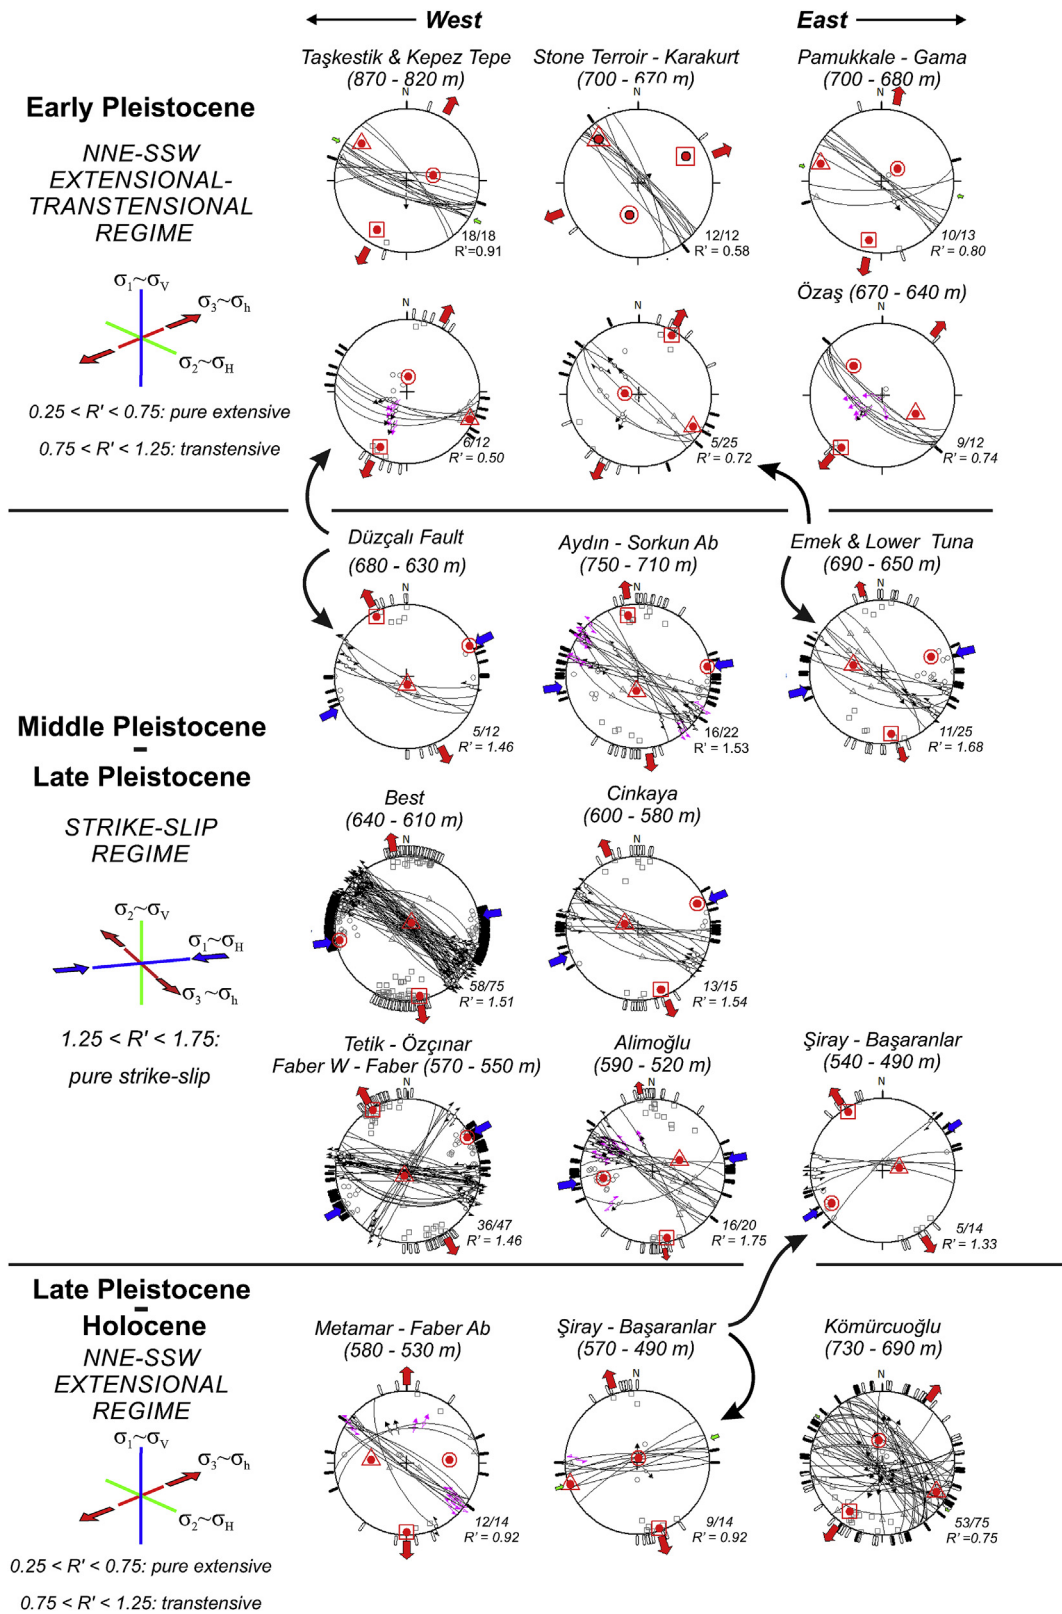 West
East
Taşkestik & Kepez Tepe
(870 - 820 m)
Stone Terroir - Karakurt
(700 - 670 m)
Pamukkale - Gama
(700 - 680 m)
Early Pleistocene
NNE-SSW
EXTENSIONAL-
TRANSTENSIONAL
REGIME
N
18/18
R'=0.91
12/12
R' = 0.58
N
10/13
R' = 0.80
σ1~σV
σ3~σh
σ2~σH
0.25 < R' < 0.75: pure extensive
0.75 < R' < 1.25: transtensive
N
6/12
R' = 0.50
N
5/25
R' = 0.72
Özaş (670 - 640 m)
N
9/12
R' = 0.74
Düzçalı Fault
(680 - 630 m)
Aydın - Sorkun Ab
(750 - 710 m)
Emek & Lower Tuna
(690 - 650 m)
N
5/12
R' = 1.46
N
16/22
R' = 1.53
N
11/25
R' = 1.68
Middle Pleistocene
–
Late Pleistocene
STRIKE-SLIP
REGIME
σ2~σV
σ1~σH
σ3~σh
1.25 < R' < 1.75:
pure strike-slip
Best
(640 - 610 m)
N
58/75
R' = 1.51
Cinkaya
(600 - 580 m)
N
13/15
R' = 1.54
Tetik - Özçınar
Faber W - Faber (570 - 550 m)
N
36/47
R' = 1.46
Alimoğlu
(590 - 520 m)
N
16/20
R' = 1.75
Şiray - Başaranlar
(540 - 490 m)
N
5/14
R' = 1.33
Late Pleistocene
–
Holocene
NNE-SSW
EXTENSIONAL
REGIME
σ1~σV
σ3~σh
σ2~σH
0.25 < R' < 0.75: pure extensive
0.75 < R' < 1.25: transtensive
Metamar - Faber Ab
(580 - 530 m)
12/14
R' = 0.92
Şiray - Başaranlar
(570 - 490 m)
N
9/14
R' = 0.92
Kömürcuoğlu
(730 - 690 m)
N
53/75
R' =0.75